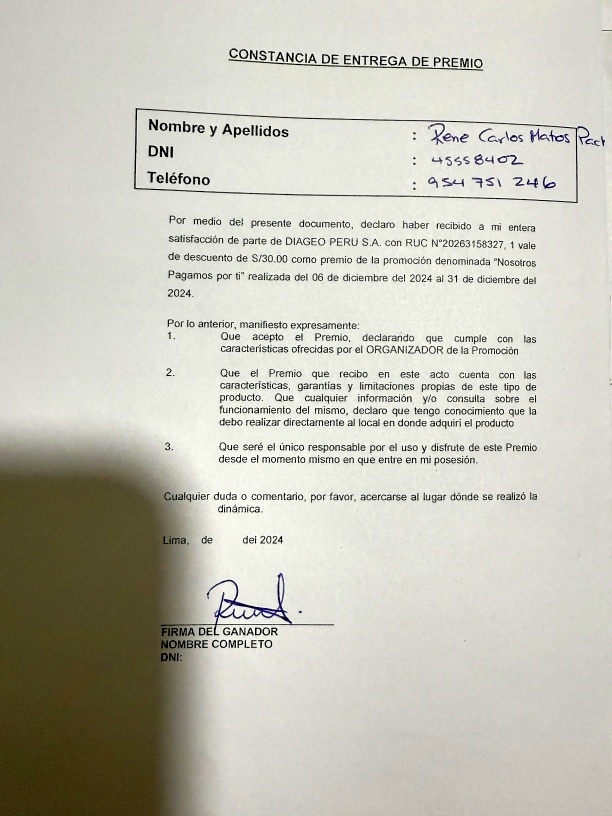 CONSTANCIA DE ENTREGA DE PREMIO
Nombre y Apellidos : Rene Carlos Matos
DNI : 45558402
Teléfono : 954 751 246
Por medio del presente documento, declaro haber recibido a mi entera
satisfacción de parte de DIAGEO PERU S.A. con RUC N°20263158327, 1 vale
de descuento de S/30.00 como premio de la promoción denominada "Nosotros
Pagamos por ti" realizada del 06 de diciembre del 2024 al 31 de diciembre del
2024.
Por lo anterior, manifiesto expresamente:
1. Que acepto el Premio, declarando que cumple con las
características ofrecidas por el ORGANIZADOR de la Promoción
2. Que el Premio que recibo en este acto cuenta con las
características, garantías y limitaciones propias de este tipo de
producto. Que cualquier información y/o consulta sobre el
funcionamiento del mismo, declaro que tengo conocimiento que la
debo realizar directamente al local en donde adquirí el producto
3. Que seré el único responsable por el uso y disfrute de este Premio
desde el momento mismo en que entre en mi posesión.
Cualquier duda o comentario, por favor, acercarse al lugar dónde se realizó la
dinámica.
Lima, de del 2024
FIRMA DEL GANADOR
NOMBRE COMPLETO
DNI: